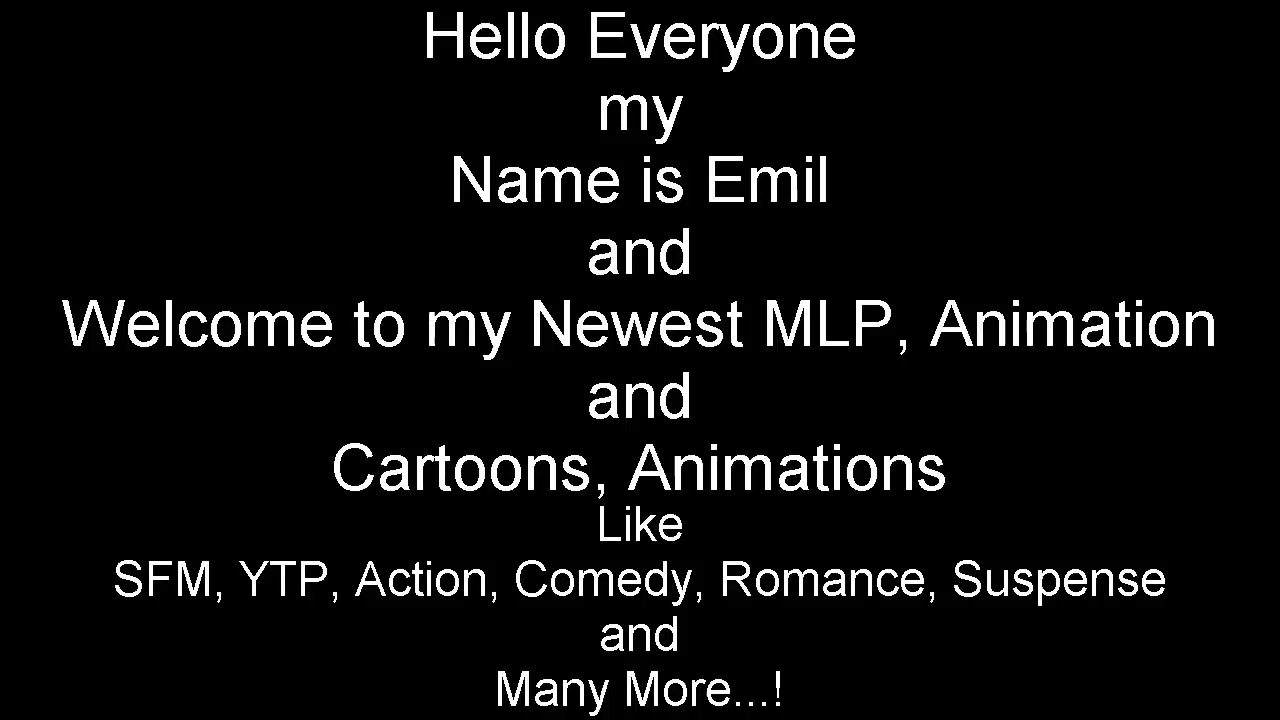 Hello Everyone
my
Name is Emil
and
Welcome to my Newest MLP, Animation
and
Cartoons, Animations
Like
SFM, YTP, Action, Comedy, Romance, Suspense
and
Many More...!